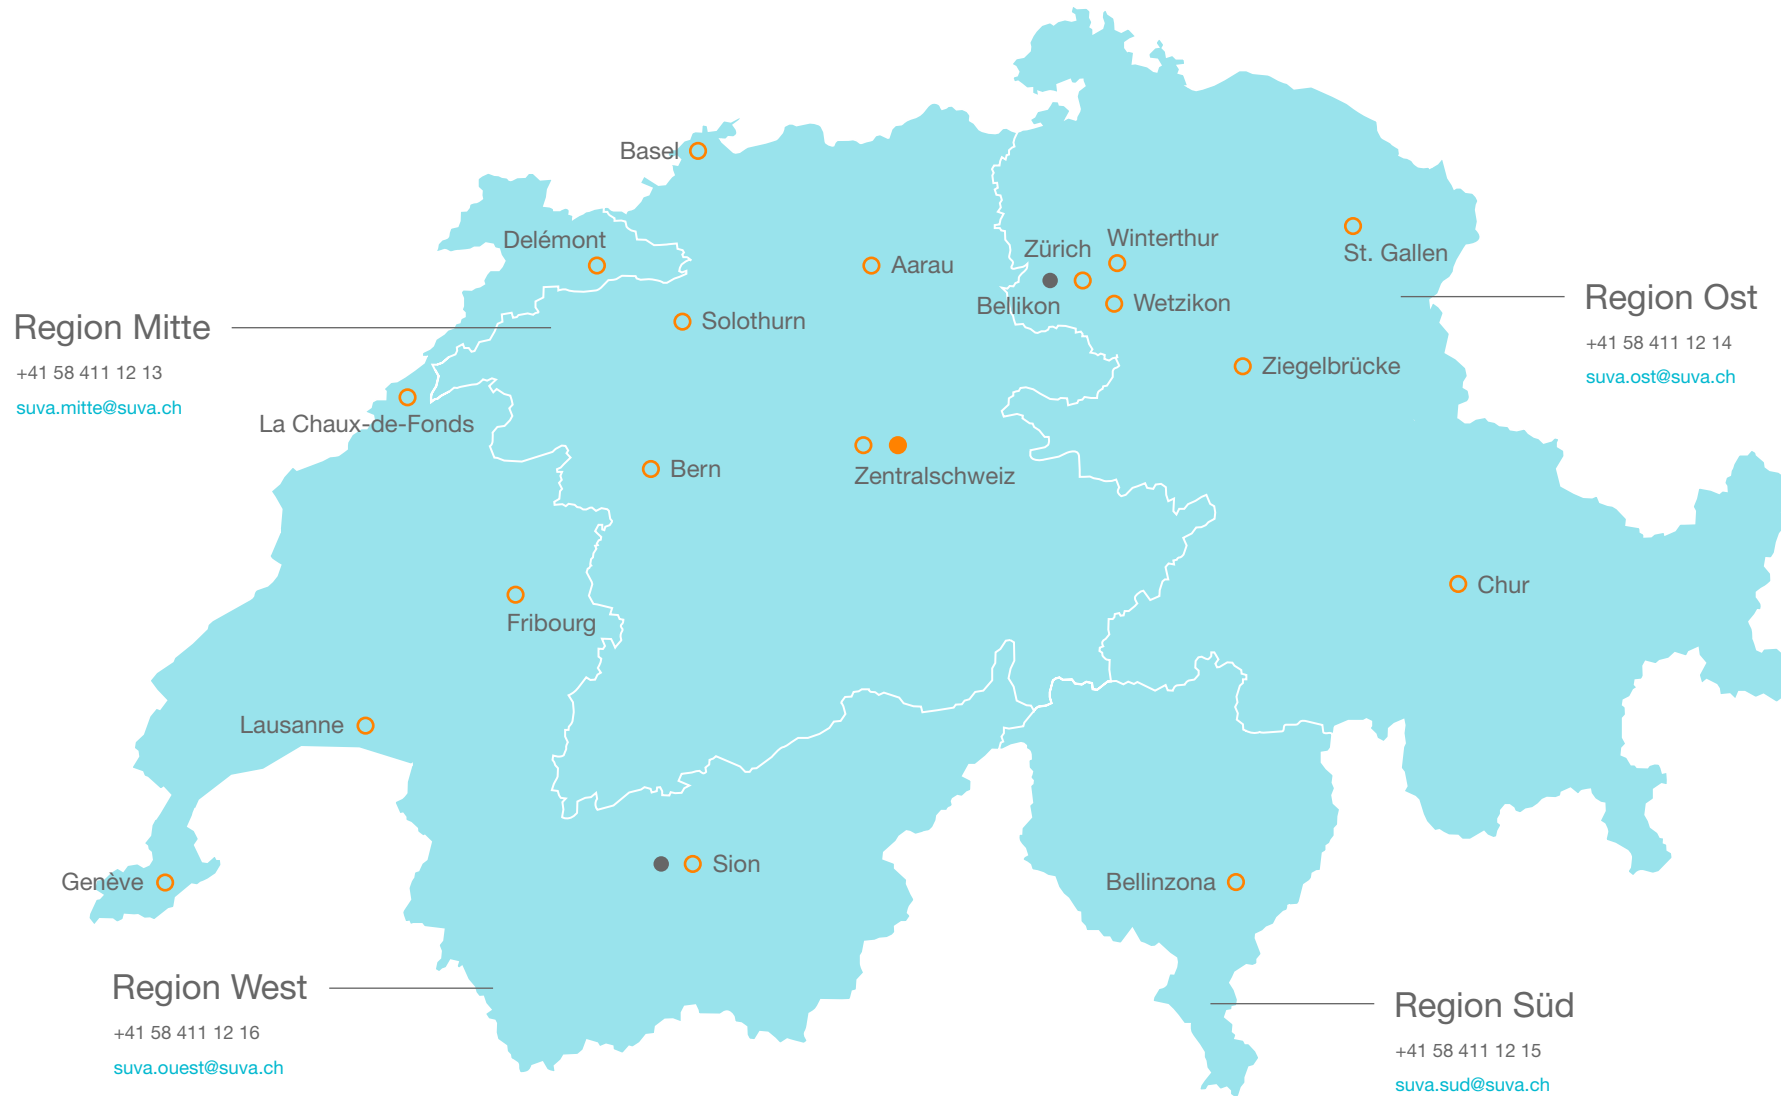 Basel
Delémont
Aarau
Zürich
Winterthur
St. Gallen
Bellikon
Wetzikon
Solothurn
Region Mitte
+41 58 411 12 13
suva.mitte@suva.ch
Region Ost
+41 58 411 12 14
suva.ost@suva.ch
Ziegelbrücke
La Chaux-de-Fonds
Bern
Zentralschweiz
Chur
Fribourg
Lausanne
Genève
Sion
Bellinzona
Region West
+41 58 411 12 16
suva.ouest@suva.ch
Region Süd
+41 58 411 12 15
suva.sud@suva.ch